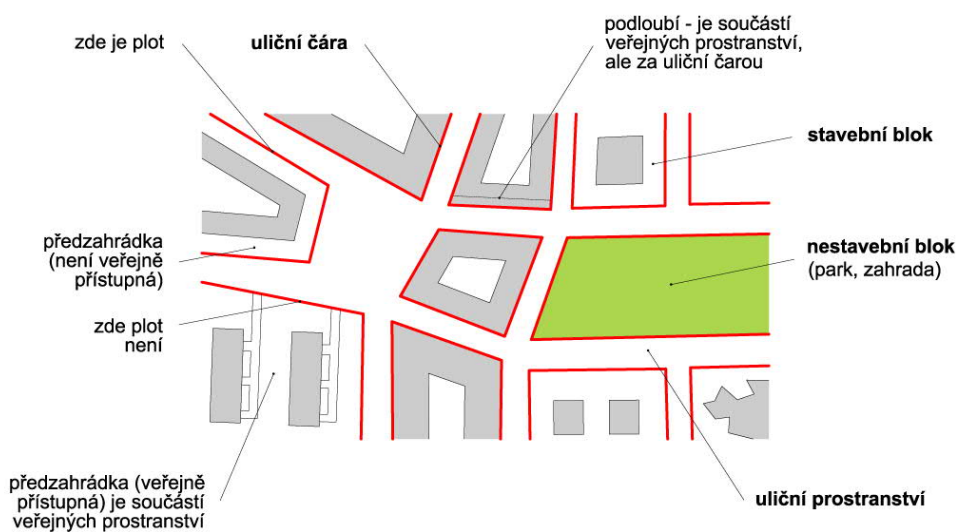 zde je plot
uliční čára
podloubí - je součástí
veřejných prostranství,
ale za uliční čarou
stavební blok
předzahrádka
(není veřejně
přístupná)
nestavební blok
(park, zahrada)
zde plot
není
předzahrádka (veřejně
přístupná) je součástí
veřejných prostranství
uliční prostranství